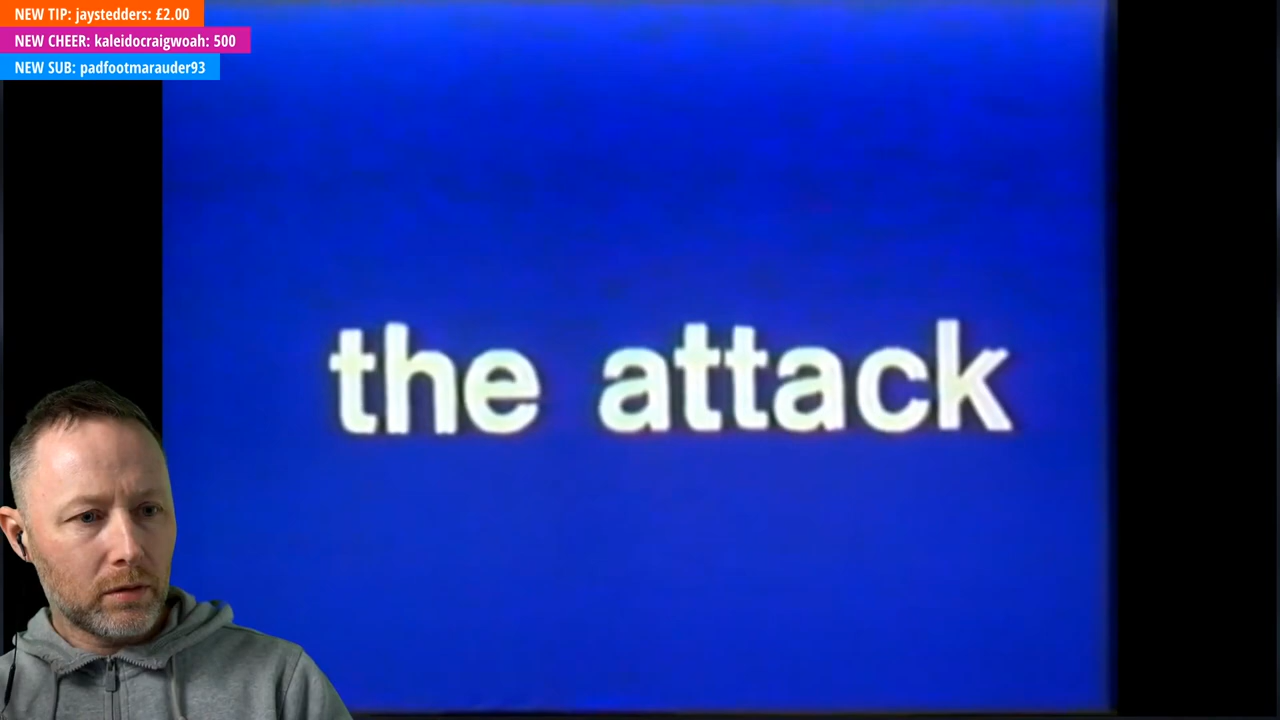 NEW TIP: jaystedders: £2.00
NEW CHEER: kaleidocraigwoah: 500
NEW SUB: padfootmarauder93
the attack